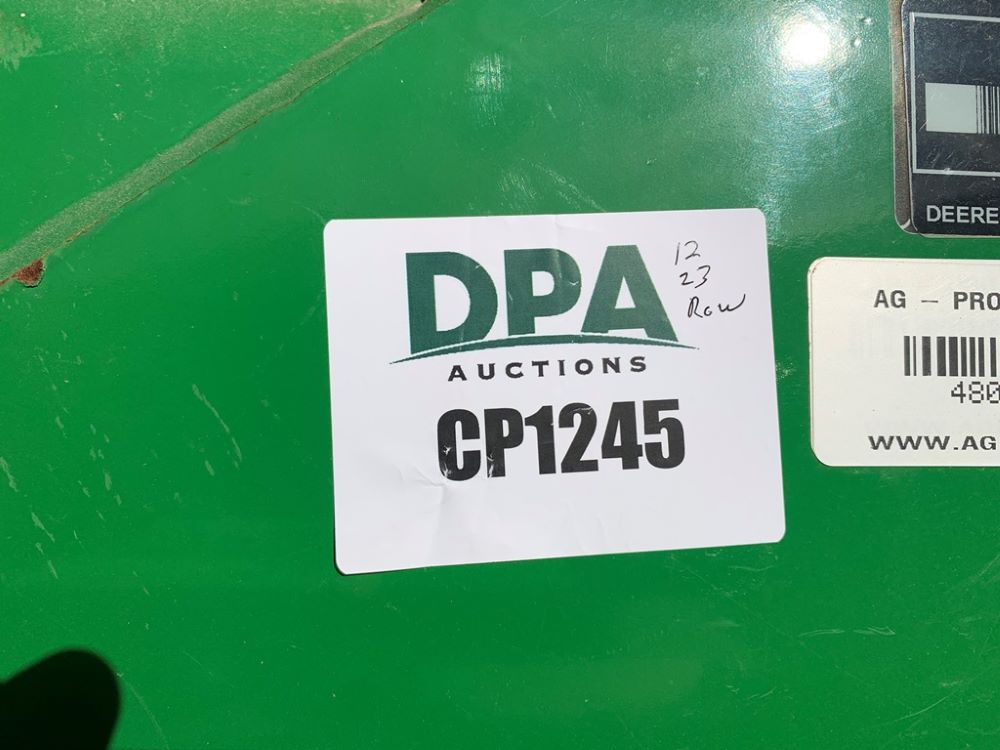 DPA
AUCTIONS
12
23
Row
CP1245
DEERE
AG – PRO
480
WWW.AG